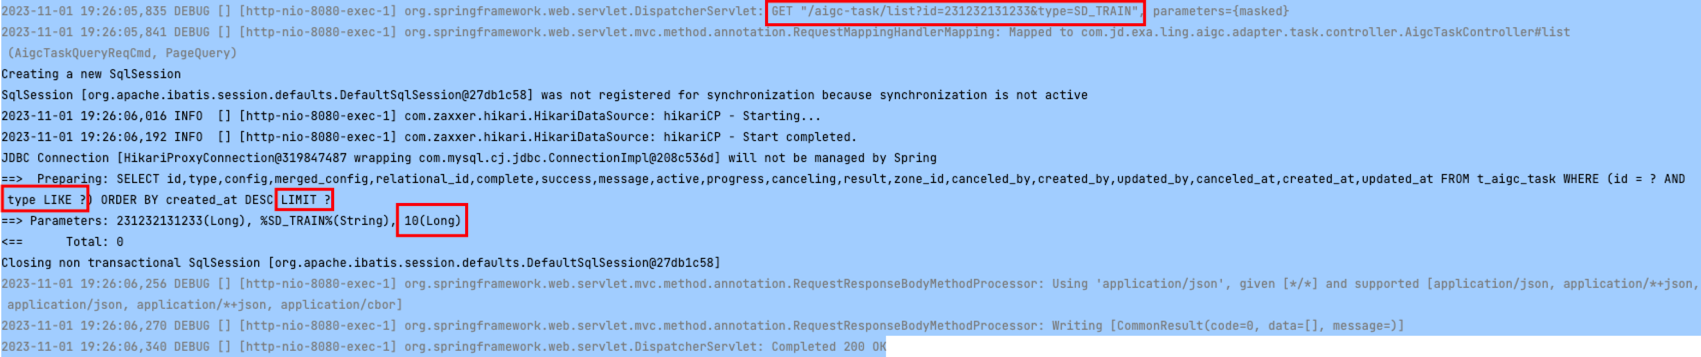 2023-11-01 19:26:05,835 DEBUG [] [http-nio-8080-exec-1] org.springframework.web.servlet.DispatcherServlet: GET "/aigc-task/list?id=231232131233&type=SD_TRAIN", parameters={masked}
2023-11-01 19:26:05,841 DEBUG [] [http-nio-8080-exec-1] org.springframework.web.servlet.mvc.method.annotation.RequestMappingHandlerMapping: Mapped to com.jd.exa.ling.aigc.adapter.task.controller.AigcTaskController#list
(AigcTaskQueryReqCmd, PageQuery)
Creating a new SqlSession
SqlSession [org.apache.ibatis.session.defaults.DefaultSqlSession@27db1c58] was not registered for synchronization because synchronization is not active
2023-11-01 19:26:06,016 INFO  [] [http-nio-8080-exec-1] com.zaxxer.hikari.HikariDataSource: hikariCP - Starting...
2023-11-01 19:26:06,192 INFO  [] [http-nio-8080-exec-1] com.zaxxer.hikari.HikariDataSource: hikariCP - Start completed.
JDBC Connection [HikariProxyConnection@319847487 wrapping com.mysql.cj.jdbc.ConnectionImpl@208c536d] will not be managed by Spring
==>  Preparing: SELECT id,type,config,merged_config,relational_id,complete,success,message,active,progress,canceling,result,zone_id,canceled_by,created_by,updated_by,canceled_at,created_at,updated_at FROM t_aigc_task WHERE (id = ? AND
type LIKE ?) ORDER BY created_at DESC LIMIT ?
==> Parameters: 231232131233(Long), %SD_TRAIN%(String), 10(Long)
<==      Total: 0
Closing non transactional SqlSession [org.apache.ibatis.session.defaults.DefaultSqlSession@27db1c58]
2023-11-01 19:26:06,256 DEBUG [] [http-nio-8080-exec-1] org.springframework.web.servlet.mvc.method.annotation.RequestResponseBodyMethodProcessor: Using 'application/json', given [*/*] and supported [application/json, application/*+json,
application/json, application/*+json, application/cbor]
2023-11-01 19:26:06,270 DEBUG [] [http-nio-8080-exec-1] org.springframework.web.servlet.mvc.method.annotation.RequestResponseBodyMethodProcessor: Writing [CommonResult(code=0, data=[], message=)]
2023-11-01 19:26:06,340 DEBUG [] [http-nio-8080-exec-1] org.springframework.web.servlet.DispatcherServlet: Completed 200 OK